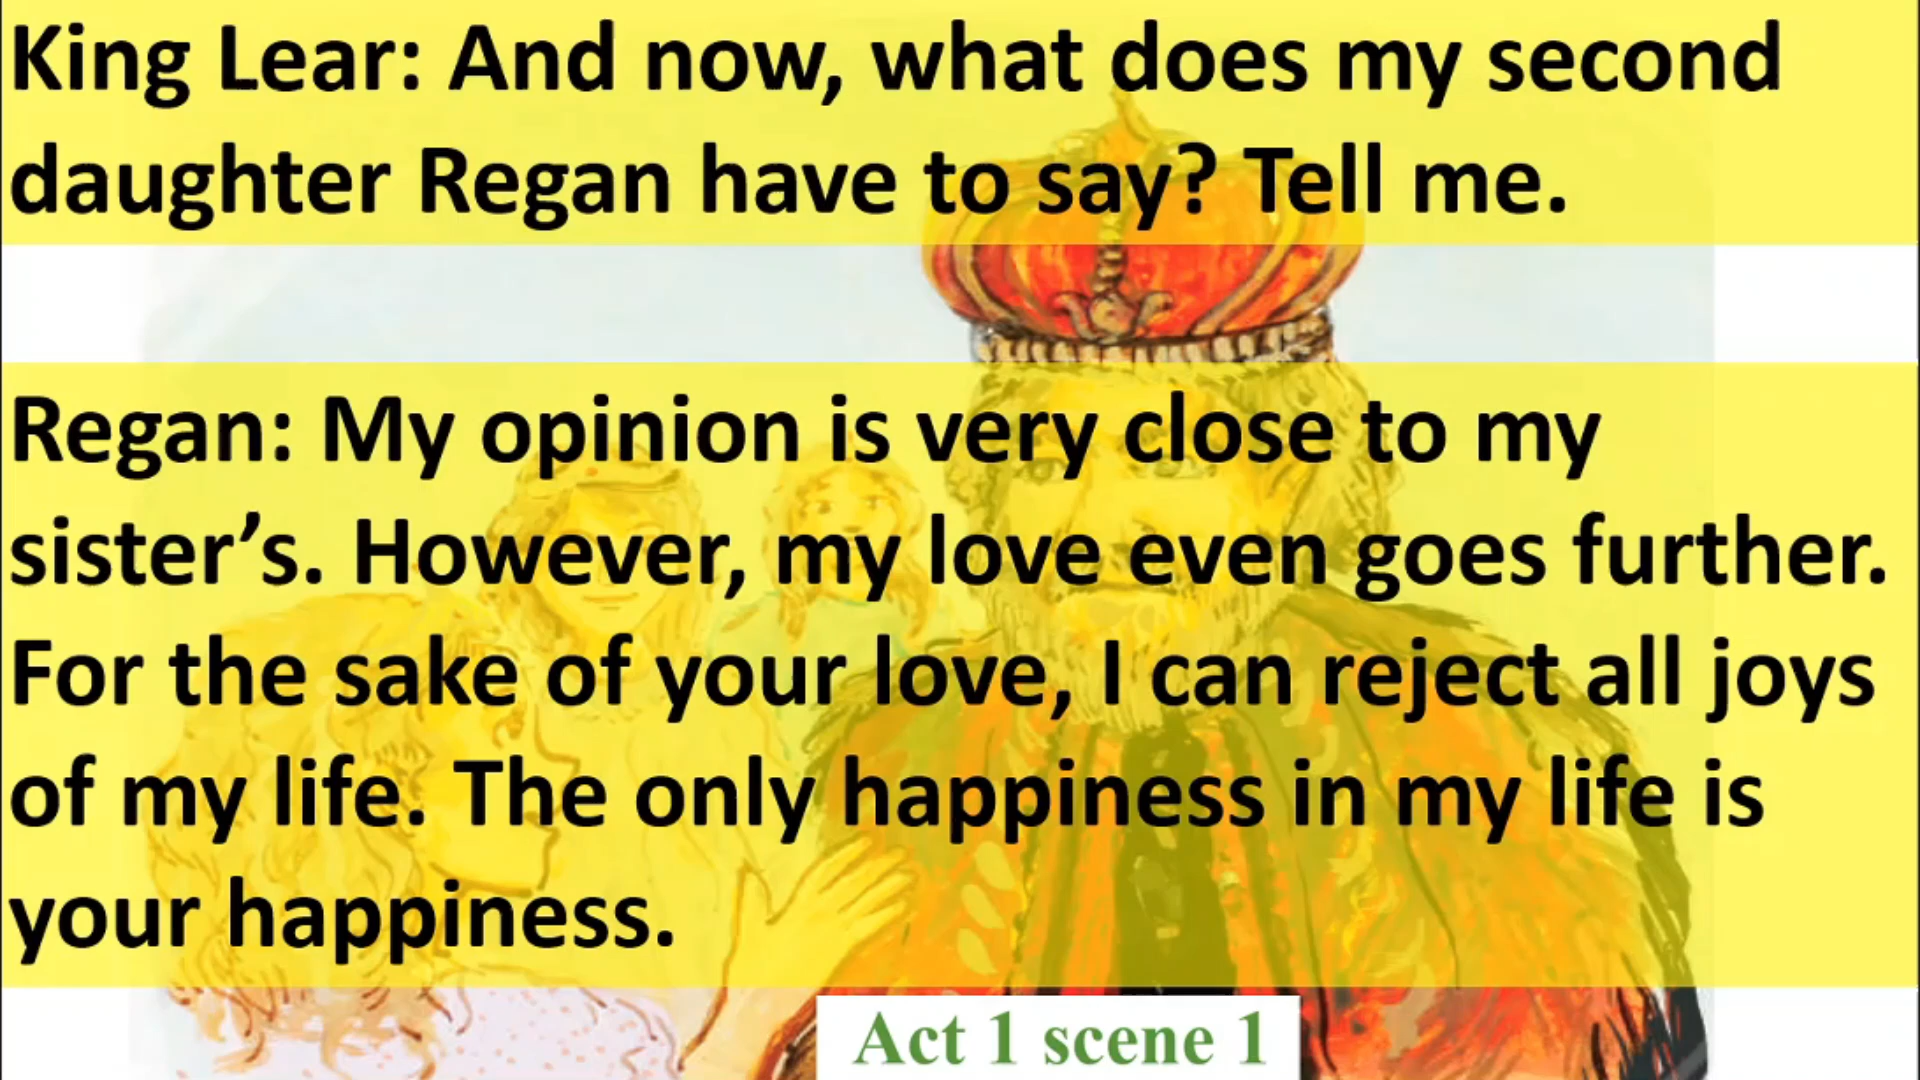 King Lear: And now, what does my second
daughter Regan have to say? Tell me.
Regan: My opinion is very close to my
sister’s. However, my love even goes further.
For the sake of your love, I can reject all joys
of my life. The only happiness in my life is
your happiness.
Act 1 scene 1